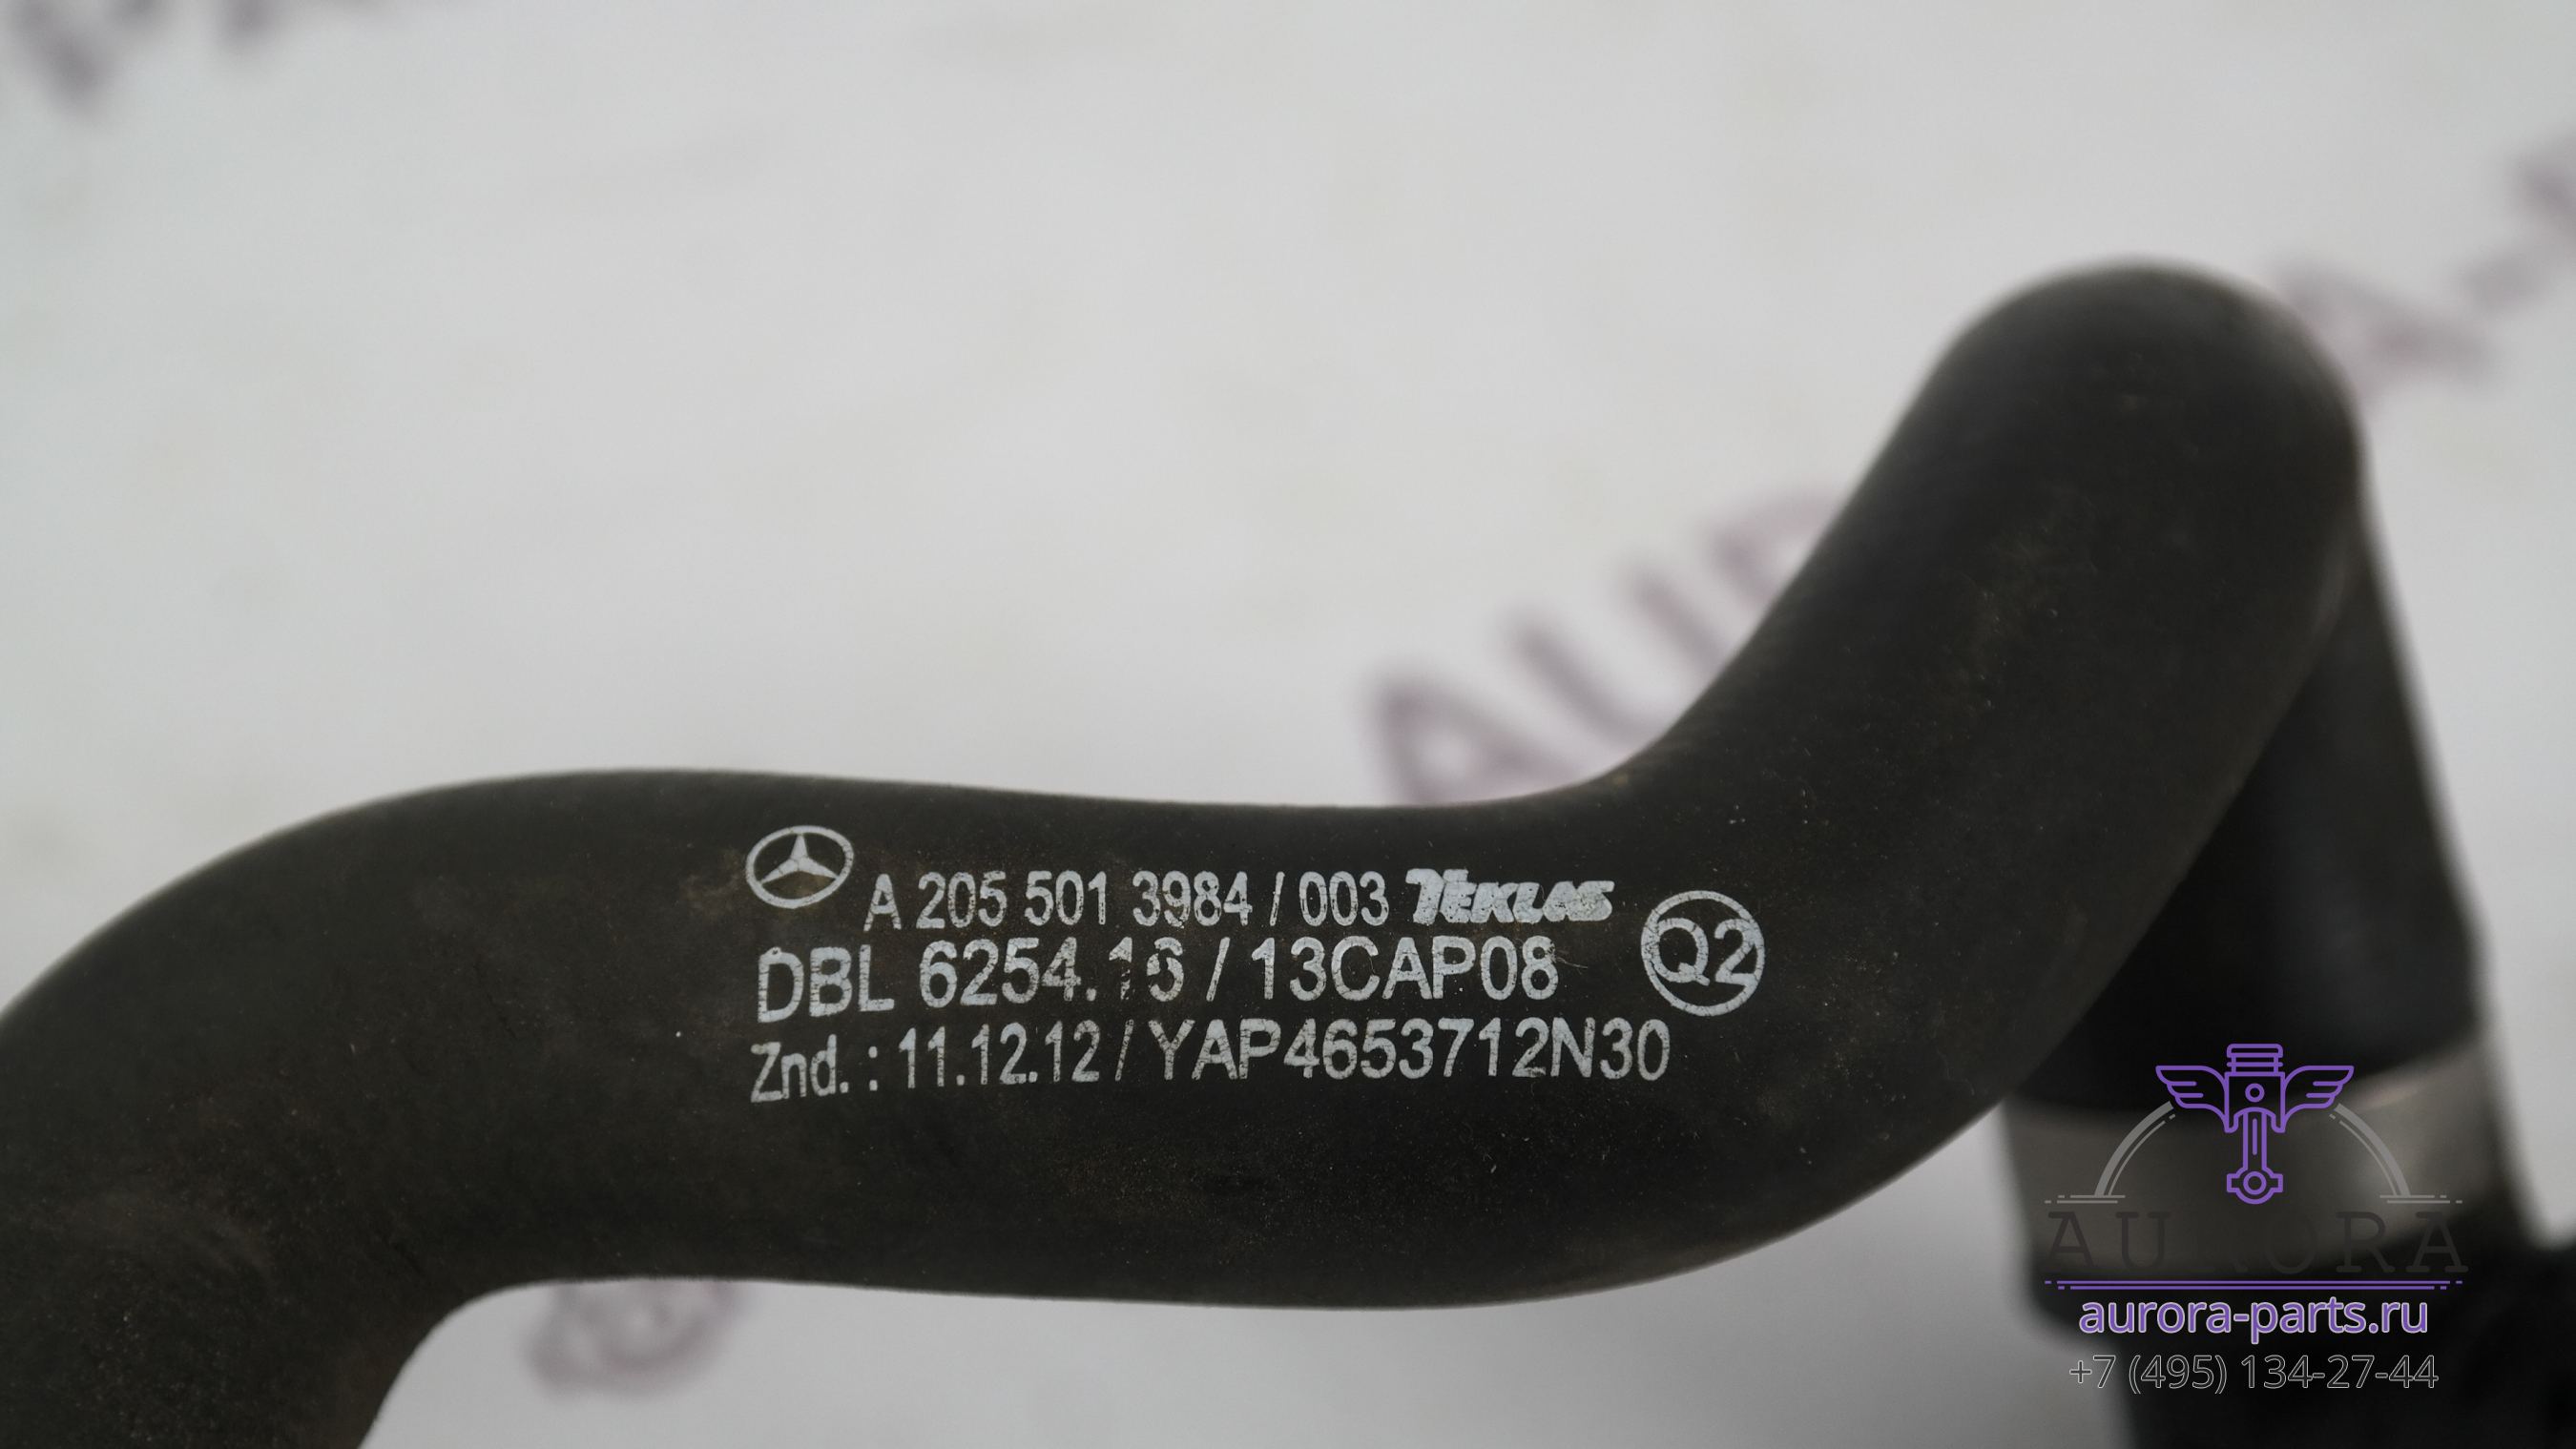 A 205 501 3984 / 003 TEKLAS
DBL 6254.16 / 13CAP08 Q2
Znd. : 11.12.12 / YAP4653712N30
AURORA
aurora-parts.ru
+7 (495) 134-27-44